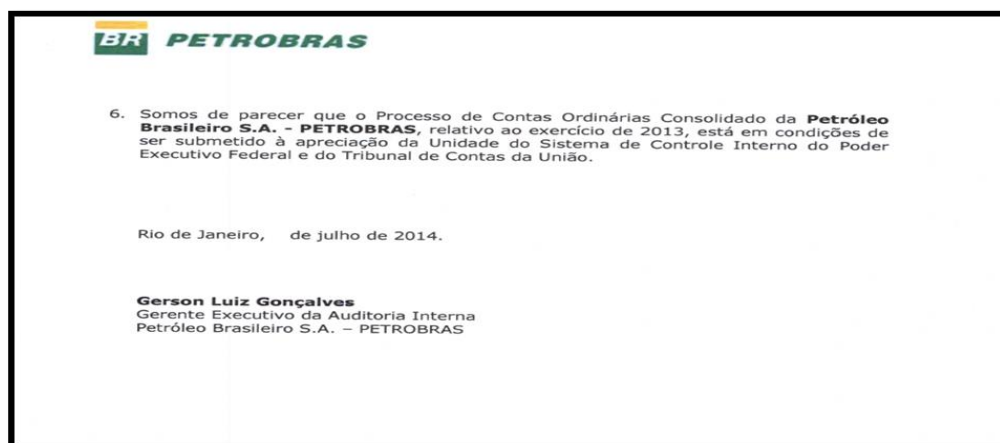 BR PETROBRAS
6. Somos de parecer que o Processo de Contas Ordinárias Consolidado da Petróleo
Brasileiro S.A. - PETROBRAS, relativo ao exercício de 2013, está em condições de
ser submetido à apreciação da Unidade do Sistema de Controle Interno do Poder
Executivo Federal e do Tribunal de Contas da União.
Rio de Janeiro, de julho de 2014.
Gerson Luiz Gonçalves
Gerente Executivo da Auditoria Interna
Petróleo Brasileiro S.A. – PETROBRAS